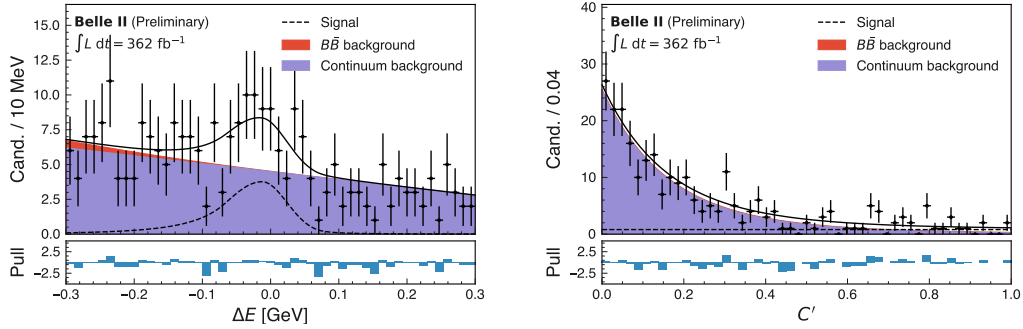 Belle II (Preliminary)
∫L dt = 362 fb⁻¹
Signal
BB̄ background
Continuum background
Cand. / 10 MeV
15.0
12.5
10.0
7.5
5.0
2.5
0.0
Pull
2.5
−2.5
−0.3 −0.2 −0.1 0.0 0.1 0.2 0.3
ΔE [GeV]
Belle II (Preliminary)
∫L dt = 362 fb⁻¹
Signal
BB̄ background
Continuum background
Cand. / 0.04
40
30
20
10
0
Pull
2.5
−2.5
0.0 0.2 0.4 0.6 0.8 1.0
C′